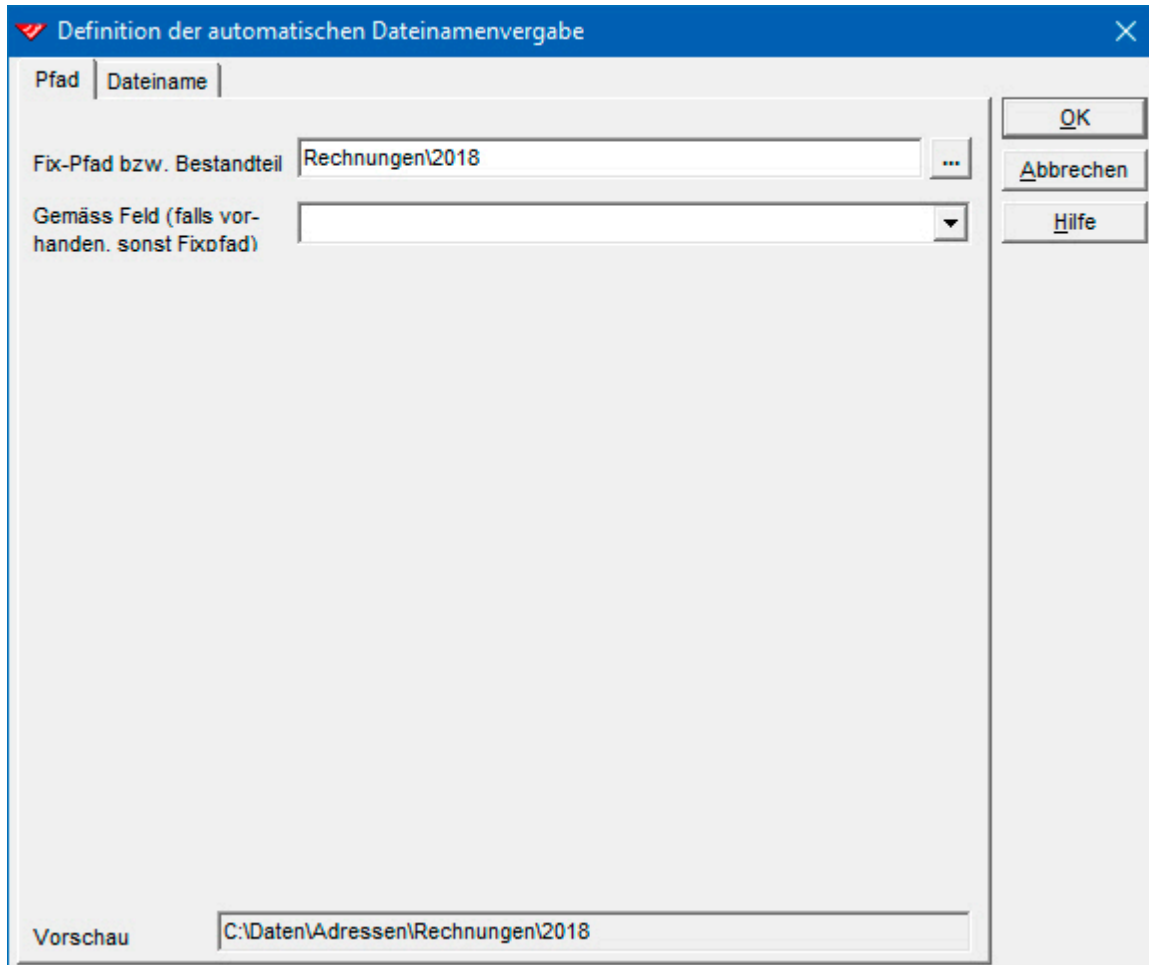 Definition der automatischen Dateinamenvergabe
Pfad Dateiname
OK
Fix-Pfad bzw. Bestandteil Rechnungen\2018 ...
Abbrechen
Gemäss Feld (falls vor-
handen, sonst Fixpfad)
Hilfe
Vorschau C:\Daten\Adressen\Rechnungen\2018